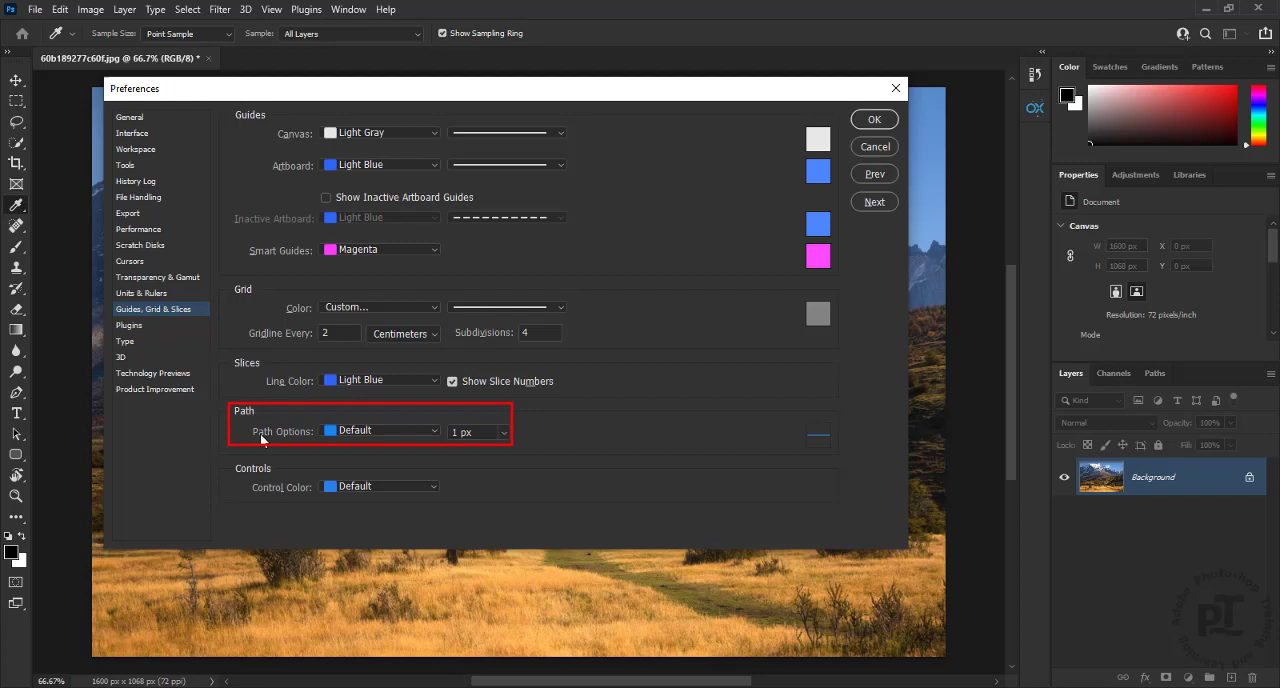 Ps File Edit Image Layer Type Select Filter 3D View Plugins Window Help
Sample Size: Point Sample Sample: All Layers Show Sampling Ring
60b189277c60f.jpg @ 66.7% (RGB/8) * ×
Preferences
General
Interface
Workspace
Tools
History Log
File Handling
Export
Performance
Scratch Disks
Cursors
Transparency & Gamut
Units & Rulers
Guides, Grid & Slices
Plugins
Type
3D
Technology Previews
Product Improvement
Guides
Canvas: Light Gray
Artboard: Light Blue
Show Inactive Artboard Guides
Inactive Artboard: Light Blue
Smart Guides: Magenta
Grid
Color: Custom...
Gridline Every: 2 Centimeters Subdivisions: 4
Slices
Line Color: Light Blue Show Slice Numbers
Path
Path Options: Default 1 px
Controls
Control Color: Default
OK
Cancel
Prev
Next
Color Swatches Gradients Patterns
Properties Adjustments Libraries
Document
Canvas
W 1600 px X 0 px
H 1068 px Y 0 px
Resolution: 72 pixels/inch
Mode
Layers Channels Paths
Kind
Normal Opacity: 100%
Lock: Fill: 100%
Background
Adobe Photoshop
pT
66.67% 1600 px x 1068 px (72 ppi)